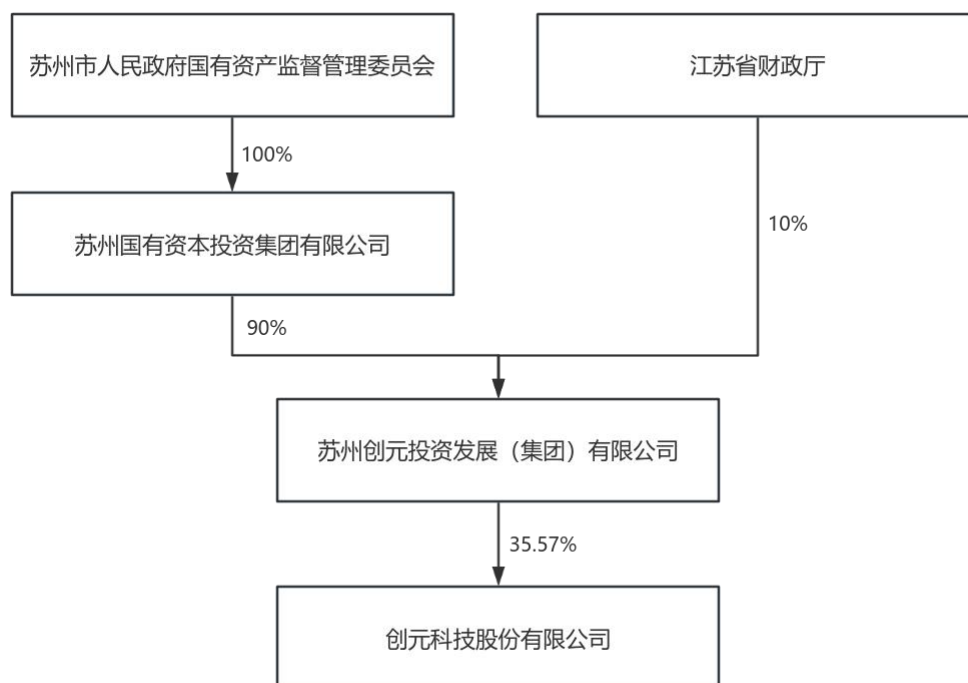 苏州市人民政府国有资产监督管理委员会
江苏省财政厅
100%
苏州国有资本投资集团有限公司
10%
90%
苏州创元投资发展（集团）有限公司
35.57%
创元科技股份有限公司